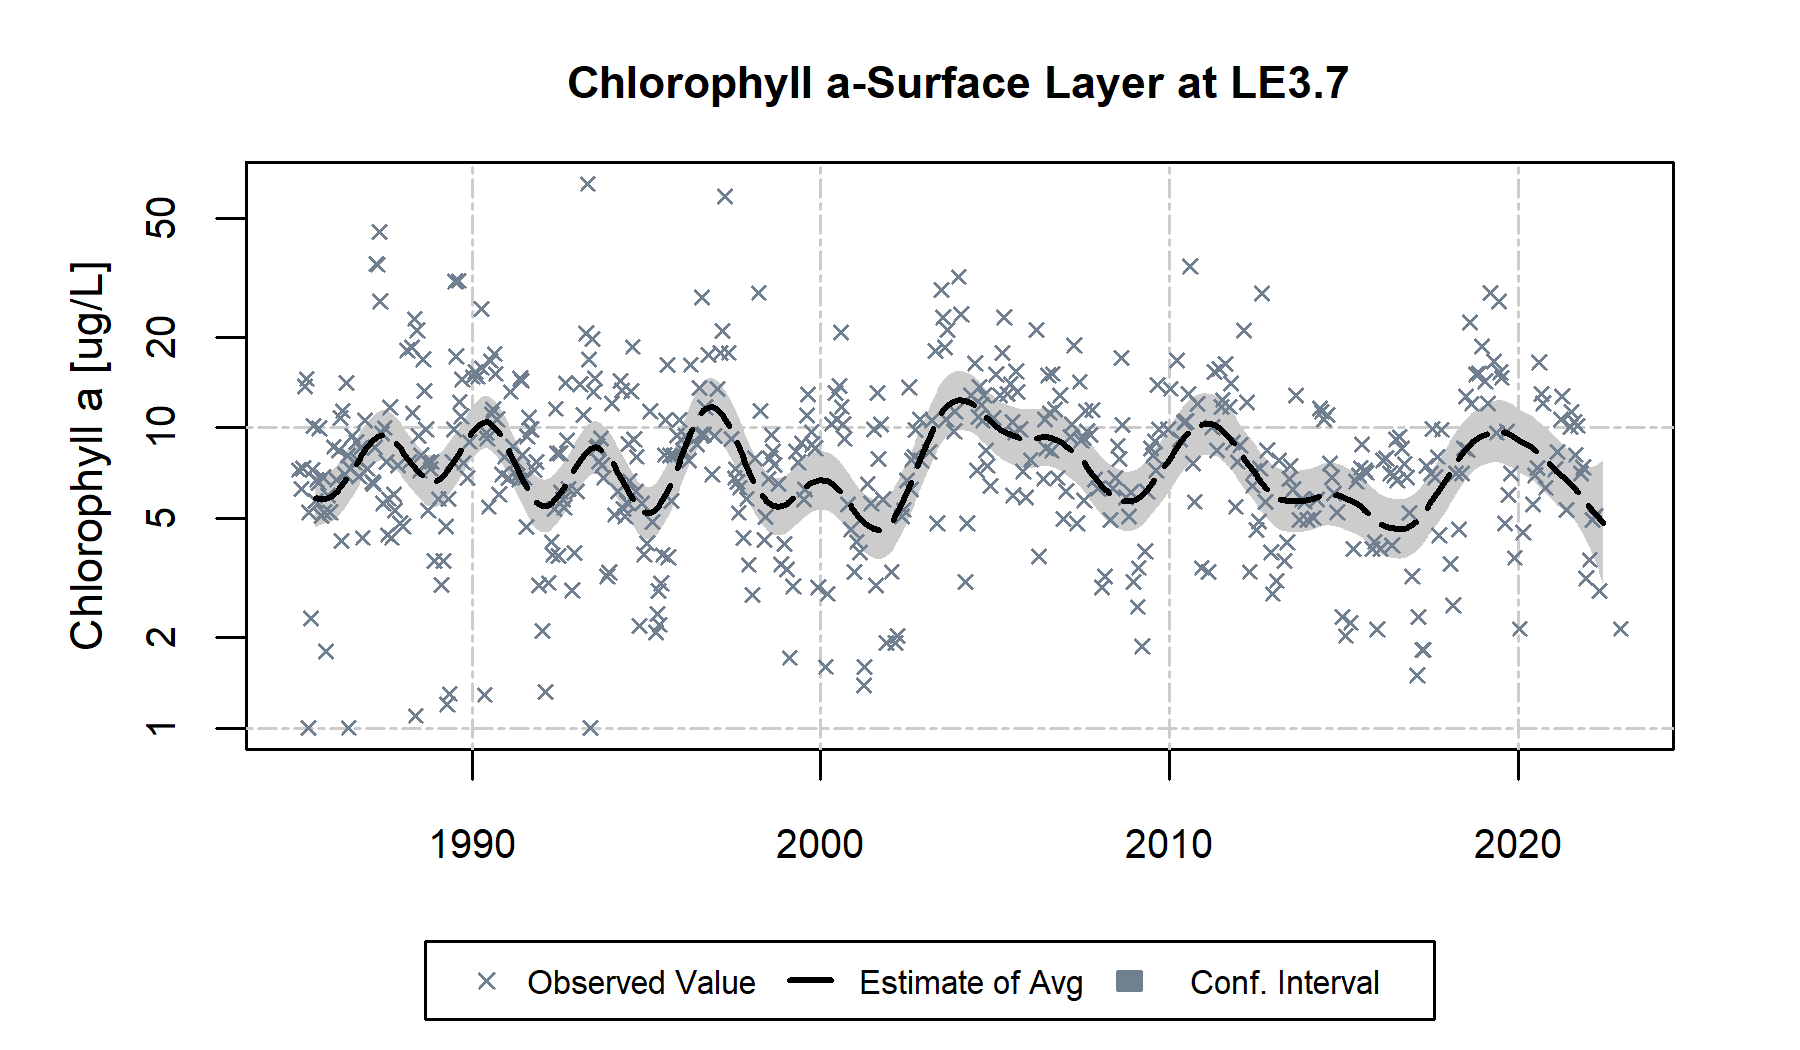 Chlorophyll a-Surface Layer at LE3.7
Chlorophyll a [ug/L]
50
20
10
5
2
1
1990 2000 2010 2020
Observed Value Estimate of Avg Conf. Interval